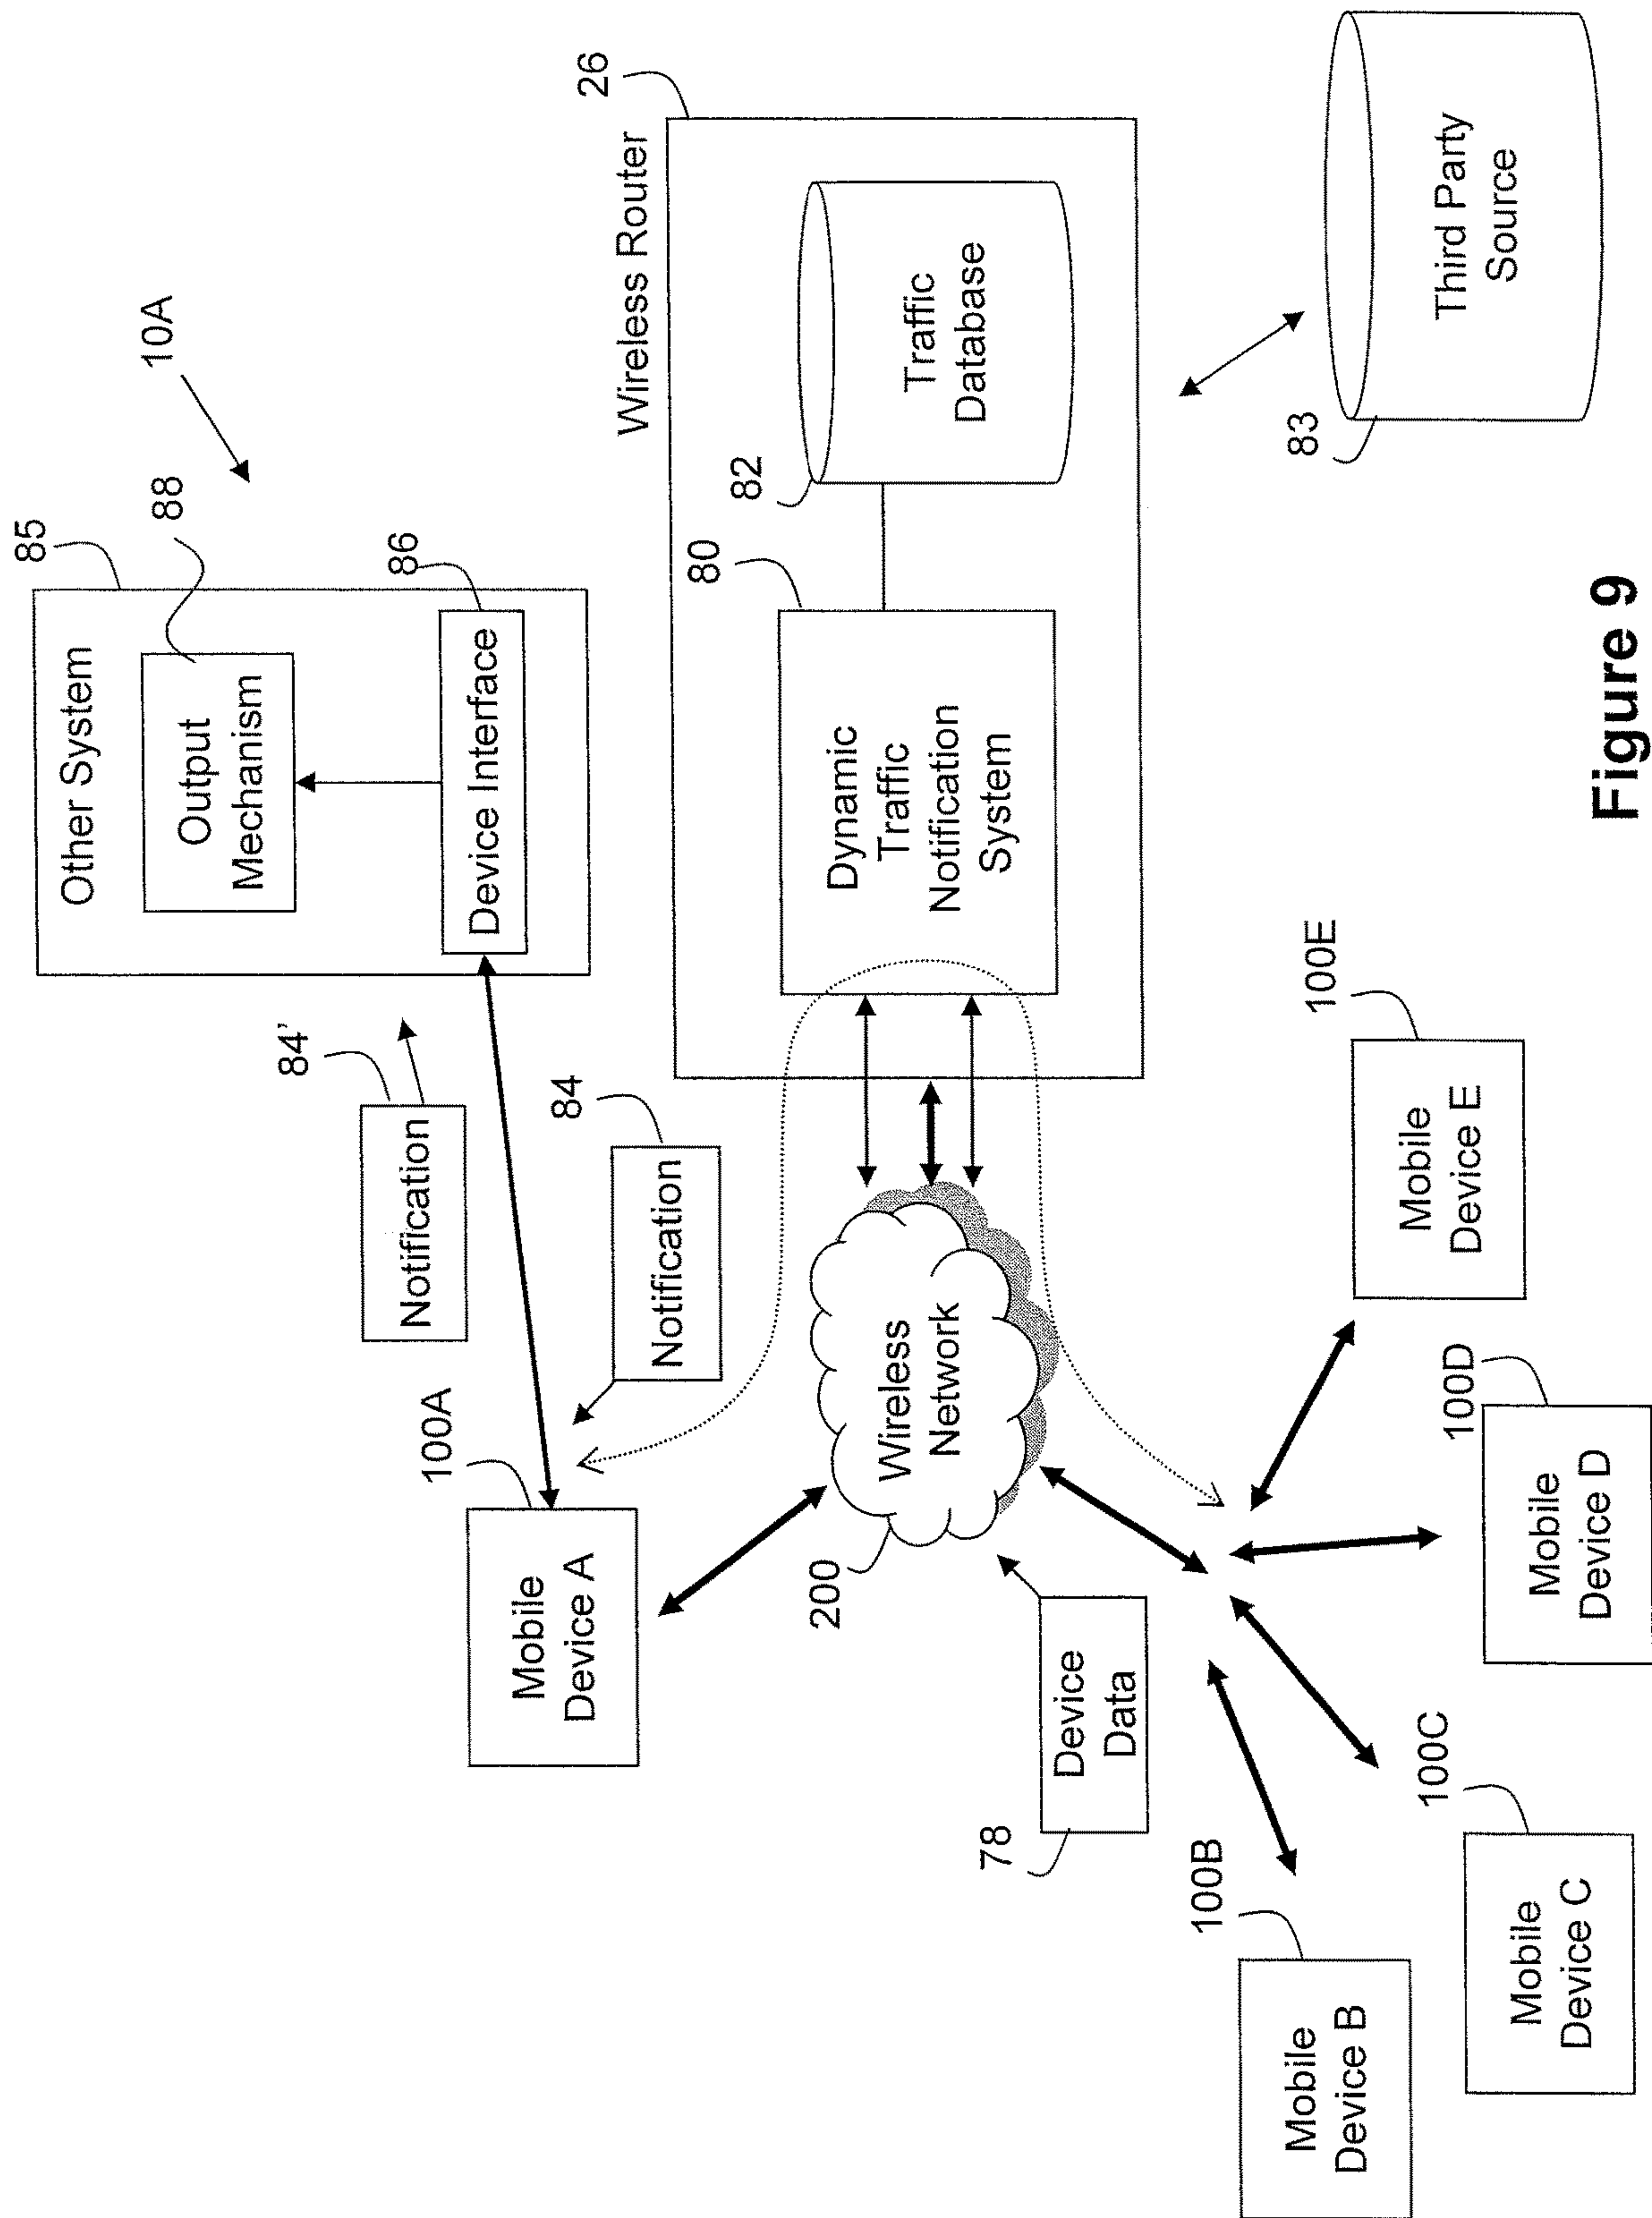 10A
85
Other System
88
Output
Mechanism
86
Device Interface
84'
Notification
84
Notification
100A
Mobile
Device A
Wireless Router
26
80
Dynamic
Traffic
Notification
System
82
Traffic
Database
83
Third Party
Source
200
Wireless
Network
78
Device
Data
100B
Mobile
Device B
100C
Mobile
Device C
100D
Mobile
Device D
100E
Mobile
Device E
Figure 9